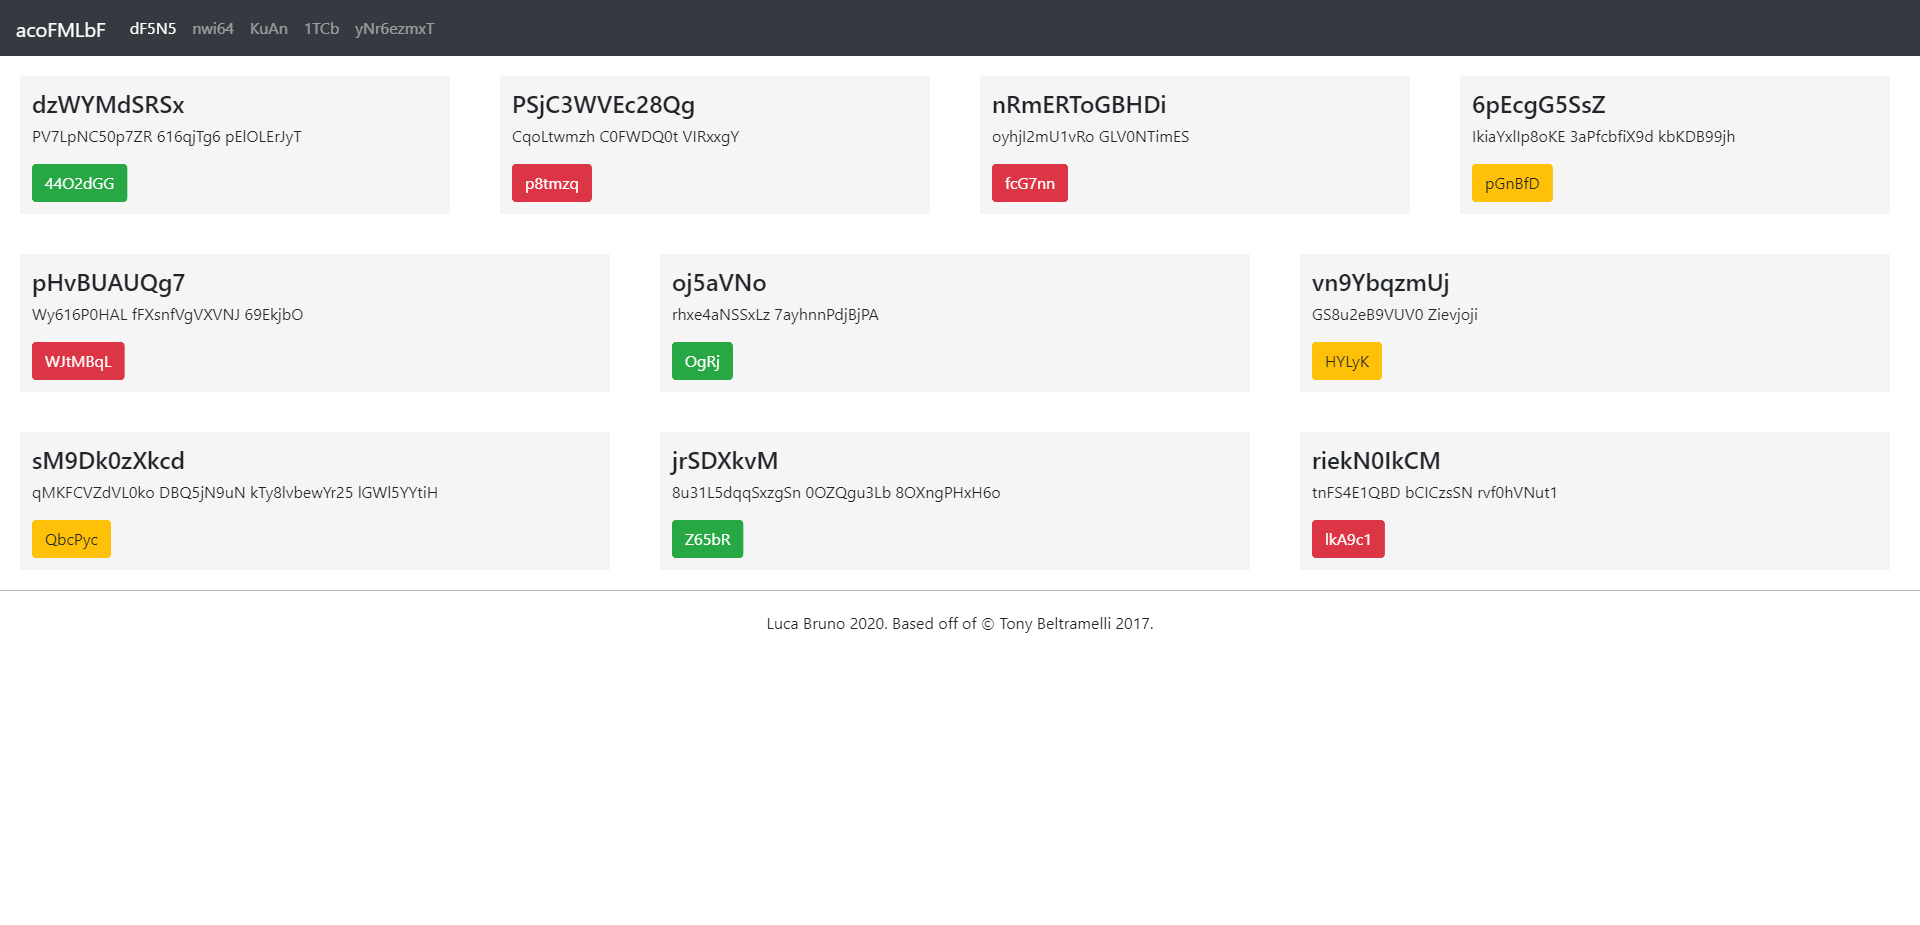 acoFMLbF dF5N5 nwi64 KuAn 1TCb yNr6ezmxT
dzWYMdSRSx
PV7LpNC50p7ZR 616qjTg6 pElOLErJyT
44O2dGG
PSjC3WVEc28Qg
CqoLtwmzh C0FWDQ0t VIRxxgY
p8tmzq
nRmERToGBHDi
oyhjI2mU1vRo GLV0NTimES
fcG7nn
6pEcgG5SsZ
IkiaYxlIp8oKE 3aPfcbfiX9d kbKDB99jh
pGnBfD
pHvBUAUQg7
Wy616P0HAL fFXsnfVgVXVNJ 69EkjbO
WJtMBqL
oj5aVNo
rhxe4aNSSxLz 7ayhnnPdjBjPA
OgRj
vn9YbqzmUj
GS8u2eB9VUV0 Zievjoji
HYLyK
sM9Dk0zXkcd
qMKFCVZdVL0ko DBQ5jN9uN kTy8lvbewYr25 lGWl5YYtiH
QbcPyc
jrSDXkvM
8u31L5dqqSxzgSn 0OZQgu3Lb 8OXngPHxH6o
Z65bR
riekN0IkCM
tnFS4E1QBD bCICzsSN rvf0hVNut1
lkA9c1
Luca Bruno 2020. Based off of © Tony Beltramelli 2017.